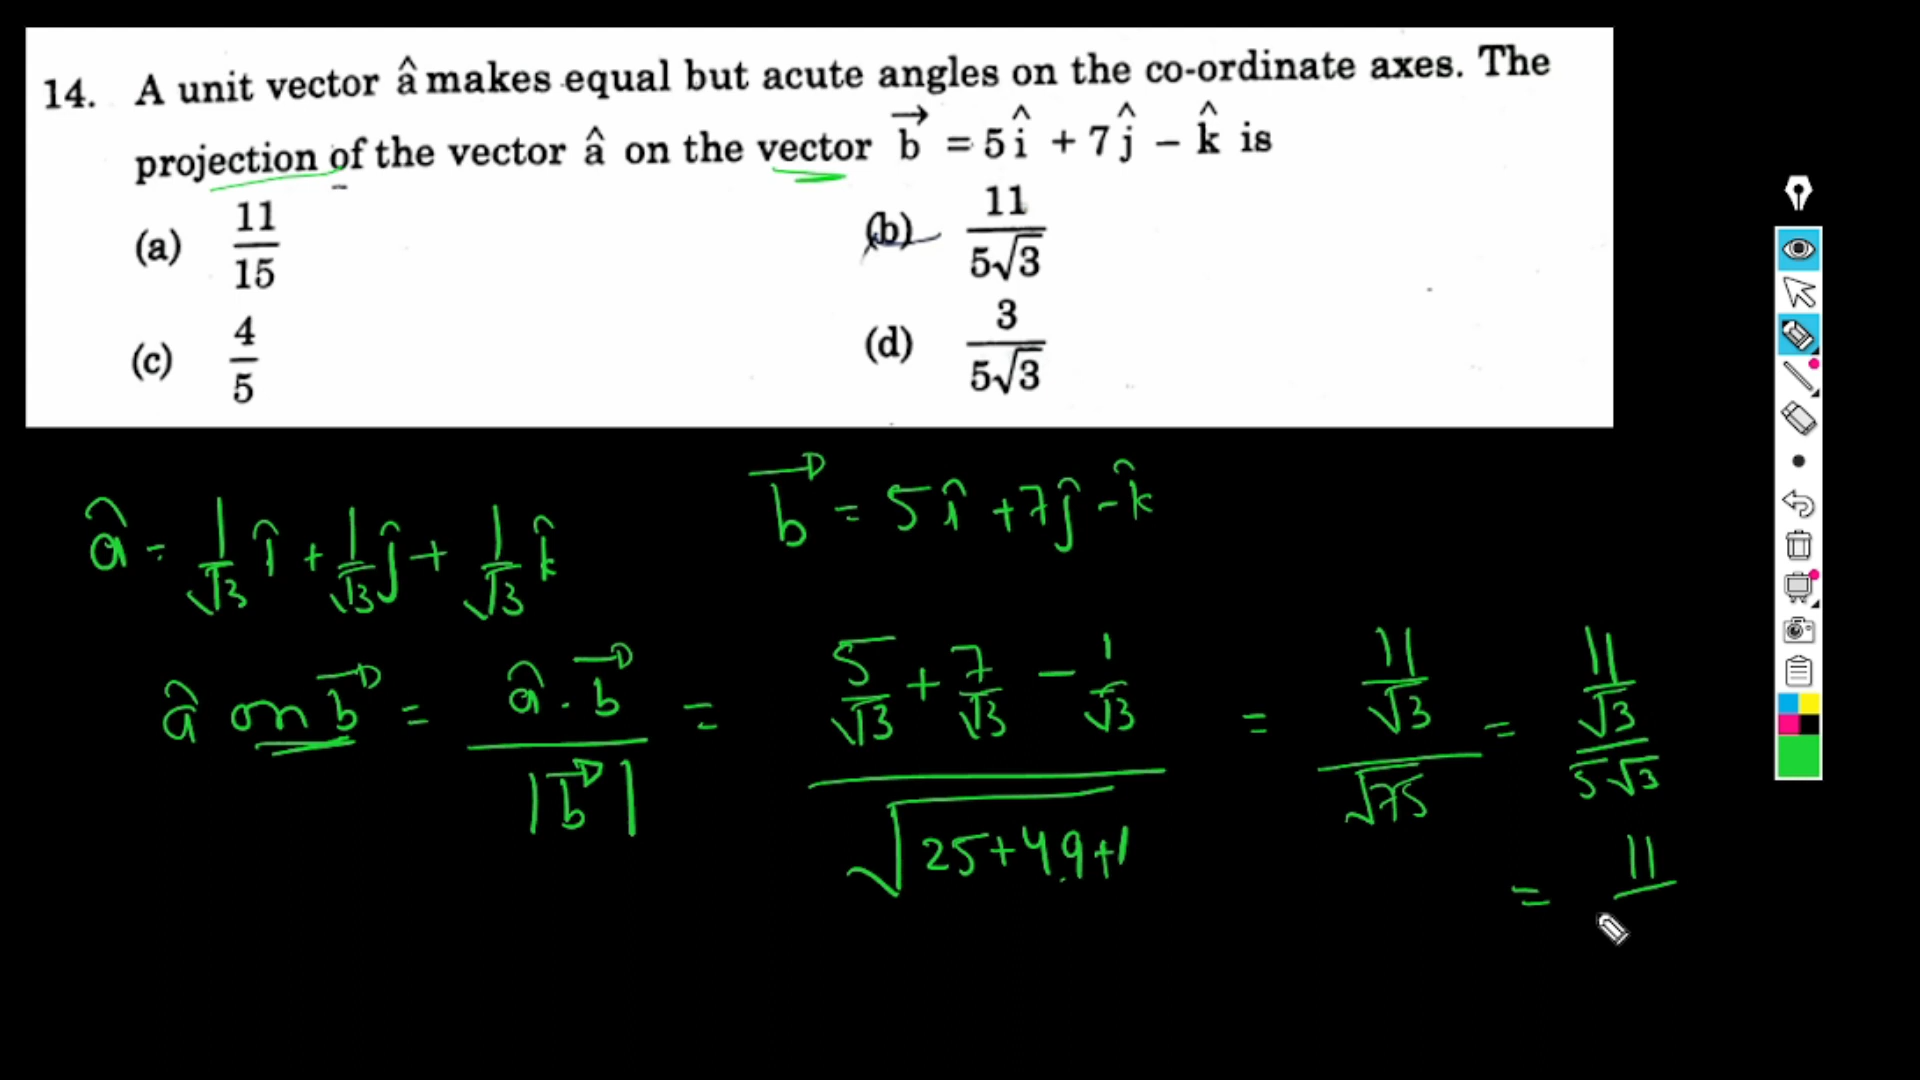 14. A unit vector â makes equal but acute angles on the co-ordinate axes. The
projection of the vector â on the vector b⃗ = 5î + 7ĵ – k̂ is
(a) 11/15
(b) 11/5√3
(c) 4/5
(d) 3/5√3
â = 1/√3 î + 1/√3 ĵ + 1/√3 k̂
b⃗ = 5î + 7ĵ - k̂
â on b⃗ = â . b⃗ / |b⃗| = (5/√3 + 7/√3 - 1/√3) / √(25+49+1) = (11/√3) / √75 = (11/√3) / 5√3
= 11